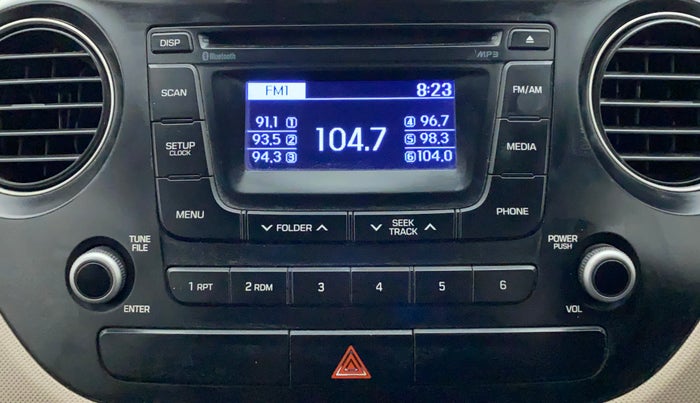 DISP
Bluetooth
MP3
SCAN
FM1 8:23
FM/AM
91.1 1 4 96.7
93.5 2 104.7 5 98.3
94.3 3 6 104.0
SETUP
CLOCK
MEDIA
MENU
FOLDER
SEEK
TRACK
PHONE
TUNE
FILE
POWER
PUSH
1 RPT 2 RDM 3 4 5 6
ENTER
VOL